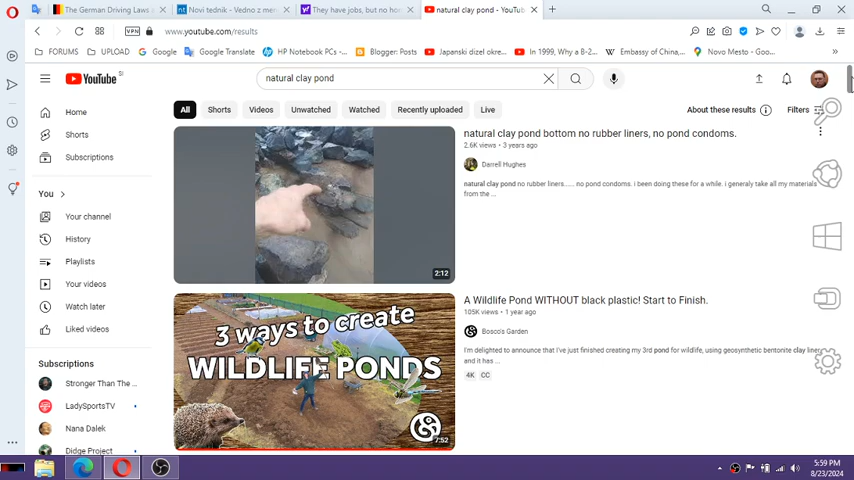 The German Driving Laws a
Novi tednik - Vedno z mer
They have jobs, but no ho
natural clay pond - YouTub
VPN
www.youtube.com/results
FORUMS
UPLOAD
Google
Google Translate
HP Notebook PCs -
Blogger: Posts
Japanski dizel okre..
In 1999, Why a B-2
Embassy of China,
Novo Mesto - Gove..
YouTube SI
natural clay pond
Home
Shorts
Subscriptions
You
Your channel
History
Playlists
Your videos
Watch later
Liked videos
Subscriptions
Stronger Than The ...
LadySportsTV
Nana Dalek
Didge Project
All
Shorts
Videos
Unwatched
Watched
Recently uploaded
Live
About these results
Filters
2:12
natural clay pond bottom no rubber liners, no pond condoms.
2.6K views • 3 years ago
Darrell Hughes
natural clay pond no rubber liners...... no pond condoms. i been doing these for a while. i generaly take all my materials
from the ...
3 ways to create
WILDLIFE PONDS
7:52
A Wildlife Pond WITHOUT black plastic! Start to Finish.
105K views • 1 year ago
Bosco's Garden
I'm delighted to announce that I've just finished creating my 3rd pond for wildlife, using geosynthetic bentonite clay liner
and it has ...
4K
CC
5:59 PM
8/23/2024